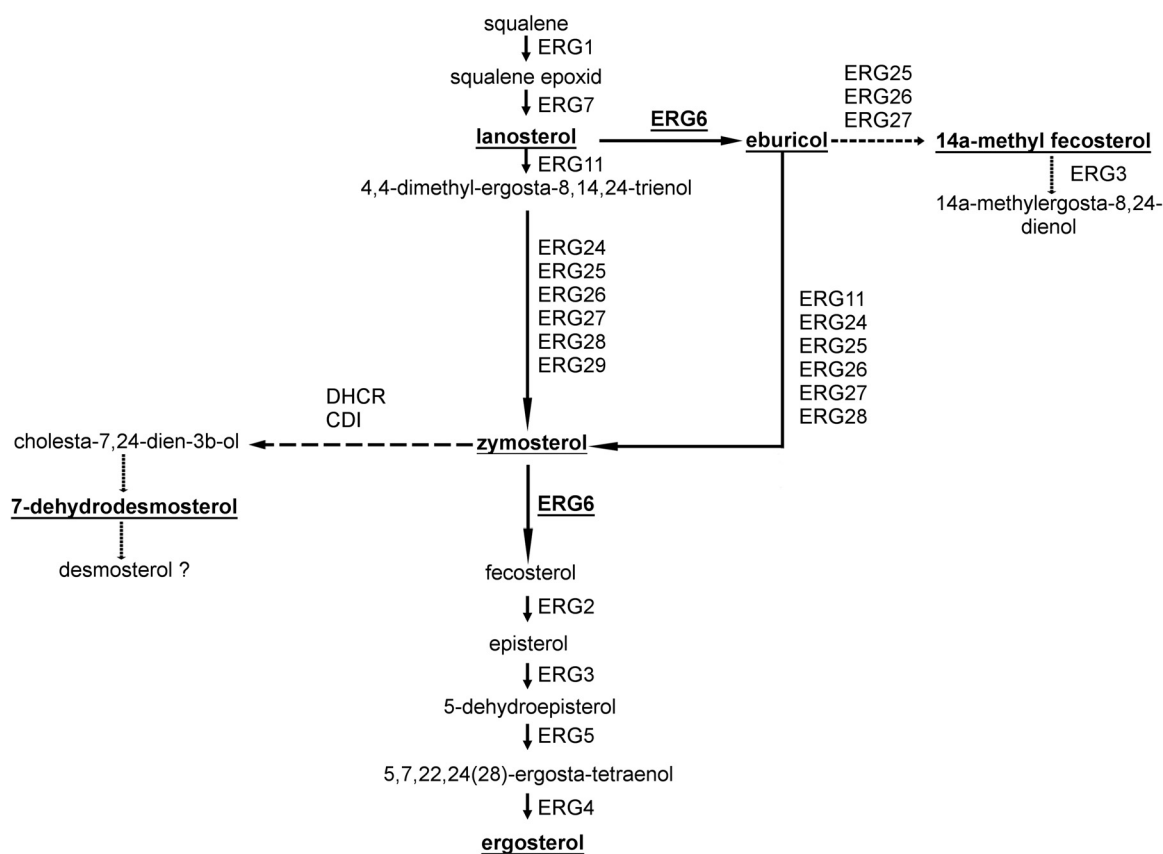 squalene
ERG1
squalene epoxid
ERG7
lanosterol
ERG6
eburicol
ERG25
ERG26
ERG27
14a-methyl fecosterol
ERG3
14a-methylergosta-8,24-
dienol
ERG11
4,4-dimethyl-ergosta-8,14,24-trienol
ERG24
ERG25
ERG26
ERG27
ERG28
ERG29
ERG11
ERG24
ERG25
ERG26
ERG27
ERG28
DHCR
CDI
cholesta-7,24-dien-3b-ol
zymosterol
7-dehydrodesmosterol
desmosterol ?
ERG6
fecosterol
ERG2
episterol
ERG3
5-dehydroepisterol
ERG5
5,7,22,24(28)-ergosta-tetraenol
ERG4
ergosterol